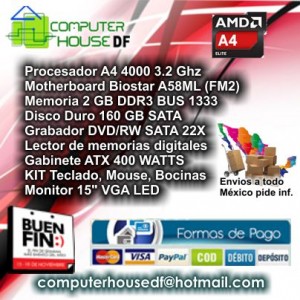 COMPUTER
HOUSE DF
AMD
A4
ELITE
Procesador A4 4000 3.2 Ghz
Motherboard Biostar A58ML (FM2)
Memoria 2 GB DDR3 BUS 1333
Disco Duro 160 GB SATA
Grabador DVD/RW SATA 22X
Lector de memorias digitales
Gabinete ATX 400 WATTS
KIT Teclado, Mouse, Bocinas
Monitor 15" VGA LED
Envios a todo
México pide inf.
BUEN
FIN
Formas de Pago
MasterCard
VISA
PayPal
COD
DÉBITO
DEPÓSITO
computerhousedf@hotmail.com